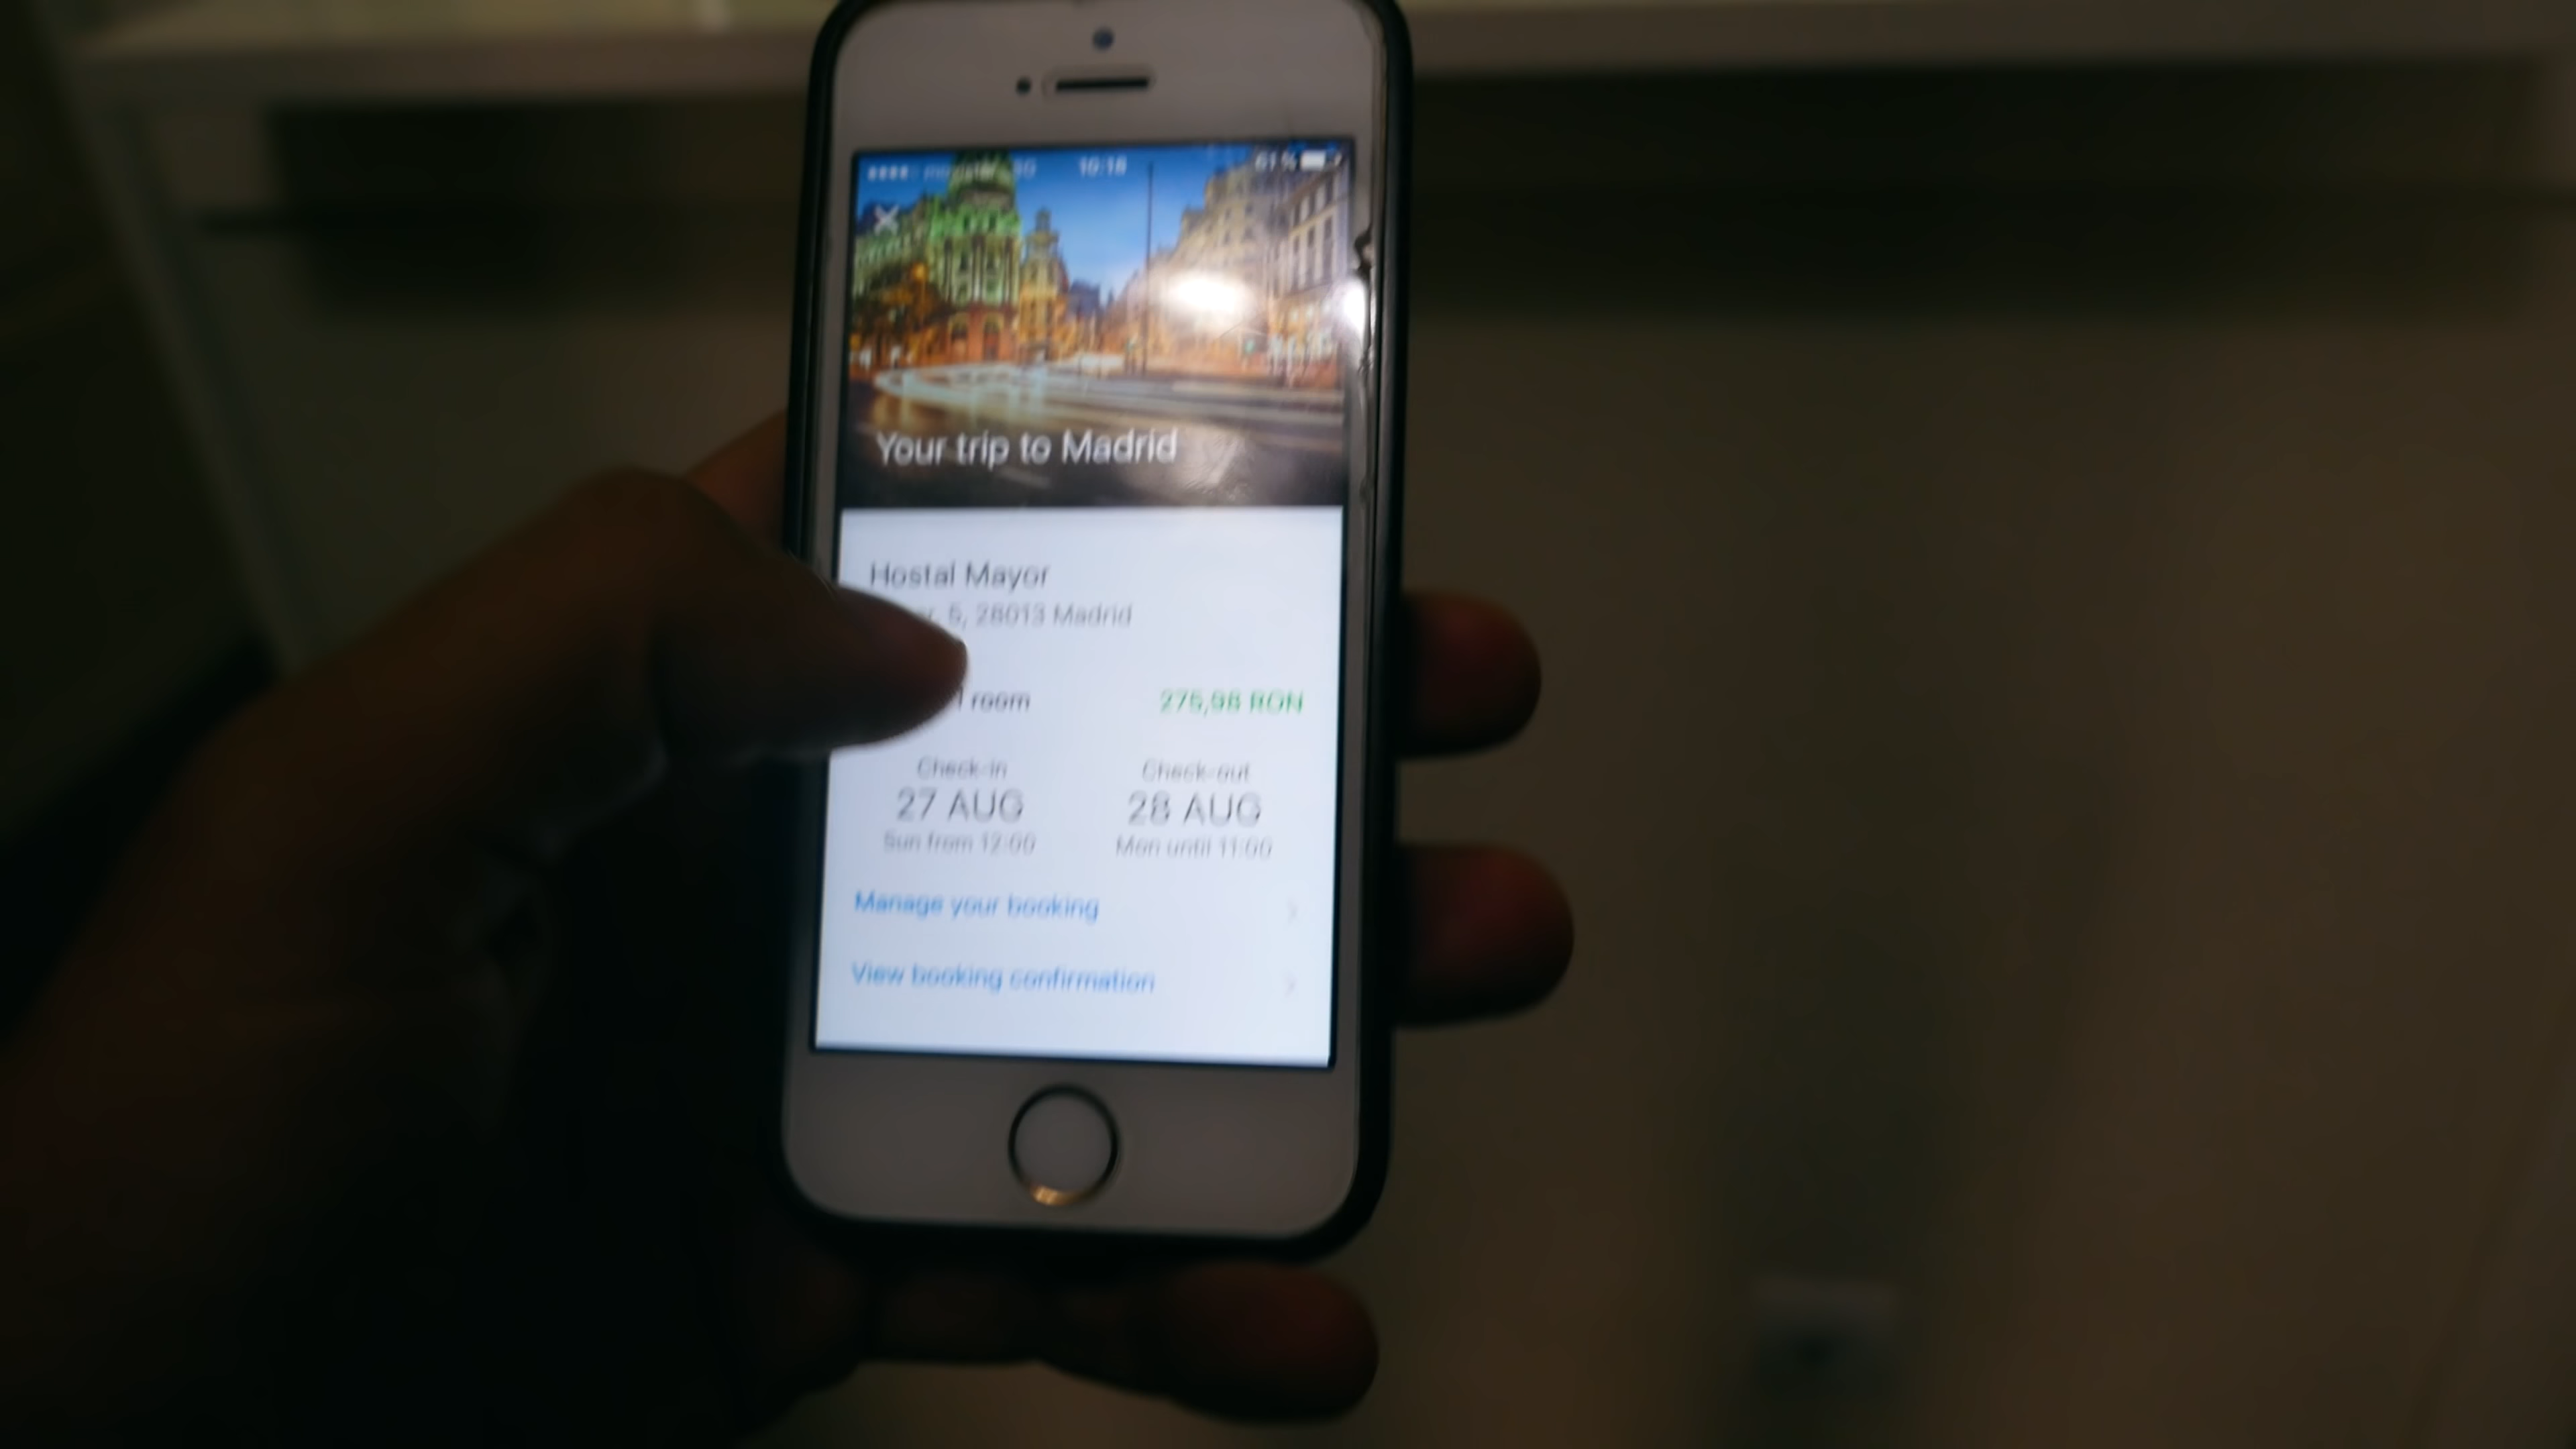 10:18 61%
Your trip to Madrid
Hostal Mayor
5, 28013 Madrid
1 room 275,98 RON
Check-in Check-out
27 AUG 28 AUG
Sun from 12:00 Mon until 11:00
Manage your booking
View booking confirmation